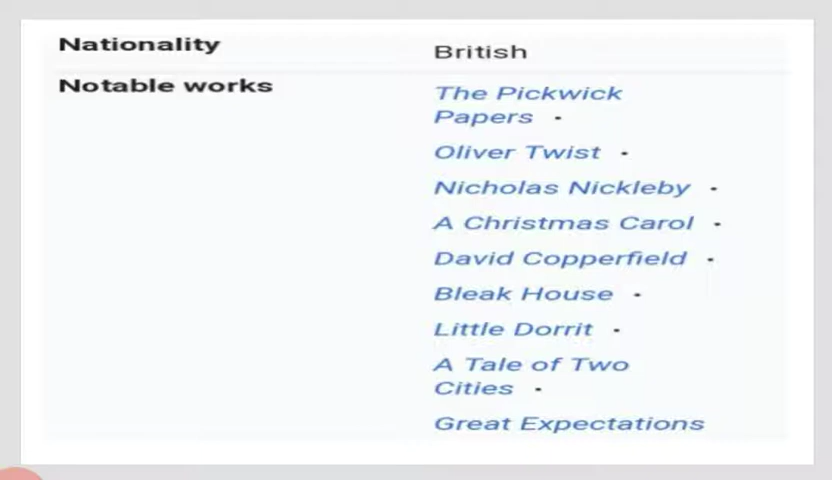 Nationality British
Notable works The Pickwick
Papers •
Oliver Twist •
Nicholas Nickleby •
A Christmas Carol •
David Copperfield •
Bleak House •
Little Dorrit •
A Tale of Two
Cities •
Great Expectations